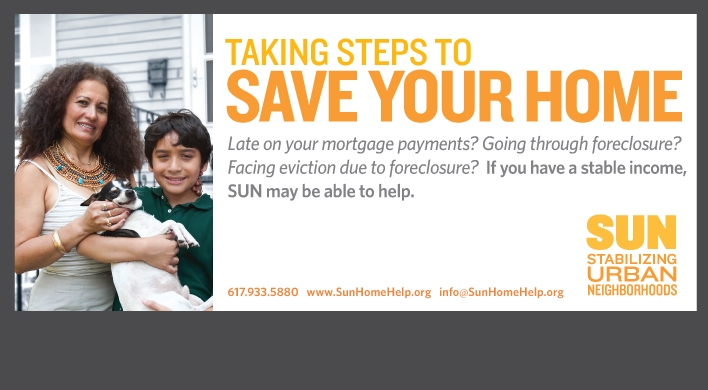 TAKING STEPS TO
SAVE YOUR HOME
Late on your mortgage payments? Going through foreclosure?
Facing eviction due to foreclosure? If you have a stable income,
SUN may be able to help.
SUN
STABILIZING
URBAN
NEIGHBORHOODS
617.933.5880 www.SunHomeHelp.org info@SunHomeHelp.org